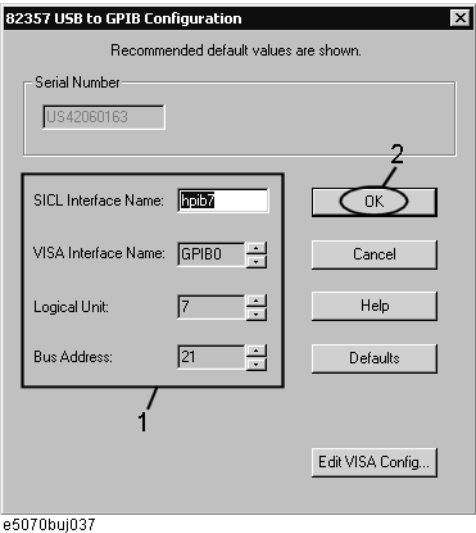 82357 USB to GPIB Configuration
Recommended default values are shown.
Serial Number
US42060163
2
SICL Interface Name: hpib7
OK
VISA Interface Name: GPIB0
Cancel
Logical Unit: 7
Help
Bus Address: 21
Defaults
1
Edit VISA Config...
e5070buj037